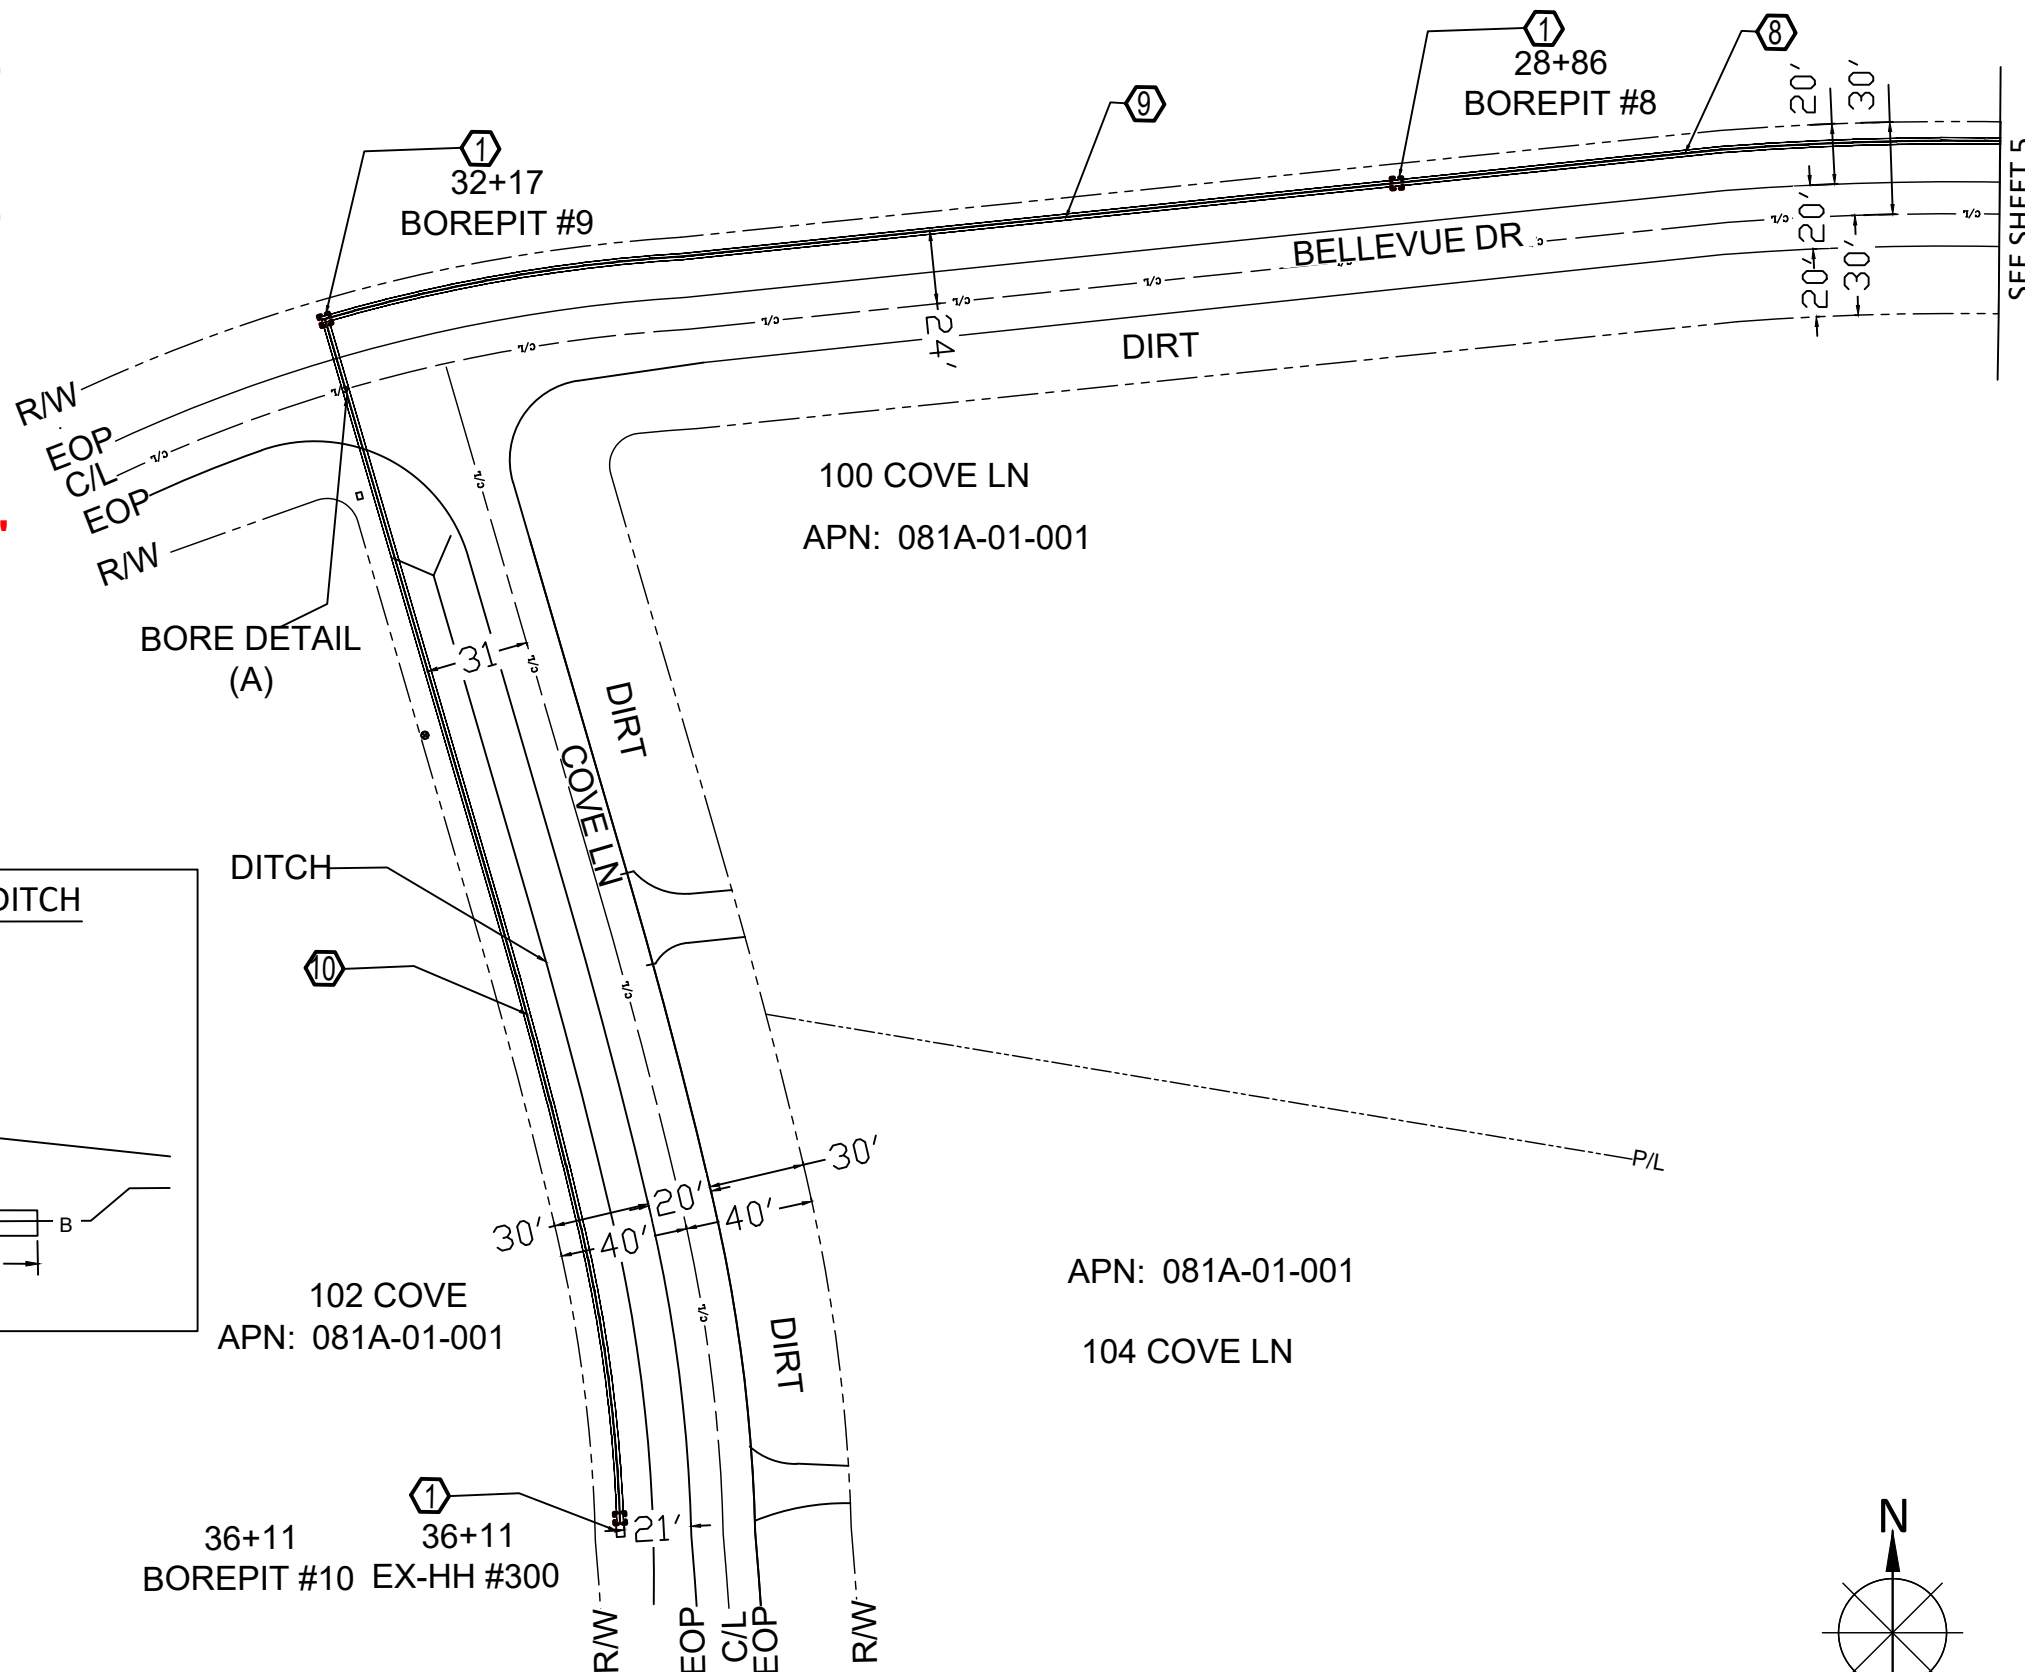 1
28+86
BOREPIT #8
8
20'
30'
9
1
32+17
BOREPIT #9
SEE SHEET 5
C/L
C/L
20'
BELLEVUE DR
C/L
C/L
20'
30'
24'
C/L
C/L
DIRT
R/W
EOP
C/L
C/L
EOP
R/W
C/L
100 COVE LN
APN: 081A-01-001
BORE DETAIL
(A)
31
C/L
DIRT
COVE LN
DITCH
DITCH
10
C/L
P/L
30'
20'
30'
40'
40'
B
APN: 081A-01-001
104 COVE LN
102 COVE
APN: 081A-01-001
C/L
DIRT
1
36+11
BOREPIT #10
36+11
EX-HH #300
21'
N
R/W
EOP
C/L
EOP
R/W